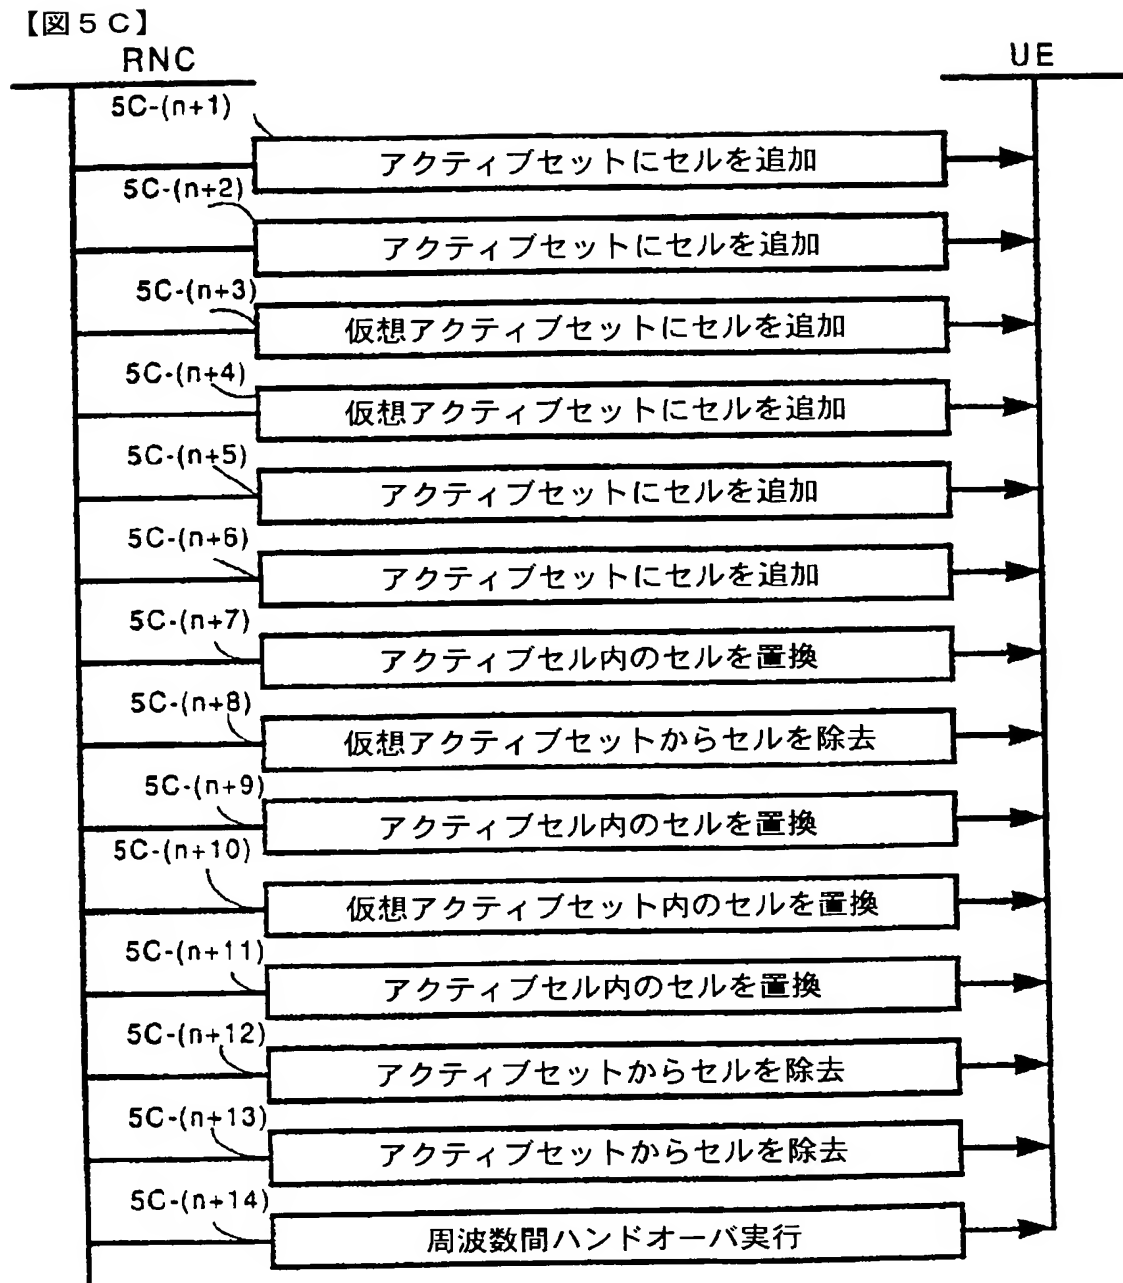 【図５Ｃ】
RNC
UE
5C-(n+1)
アクティブセットにセルを追加
5C-(n+2)
アクティブセットにセルを追加
5C-(n+3)
仮想アクティブセットにセルを追加
5C-(n+4)
仮想アクティブセットにセルを追加
5C-(n+5)
アクティブセットにセルを追加
5C-(n+6)
アクティブセットにセルを追加
5C-(n+7)
アクティブセル内のセルを置換
5C-(n+8)
仮想アクティブセットからセルを除去
5C-(n+9)
アクティブセル内のセルを置換
5C-(n+10)
仮想アクティブセット内のセルを置換
5C-(n+11)
アクティブセル内のセルを置換
5C-(n+12)
アクティブセットからセルを除去
5C-(n+13)
アクティブセットからセルを除去
5C-(n+14)
周波数間ハンドオーバ実行